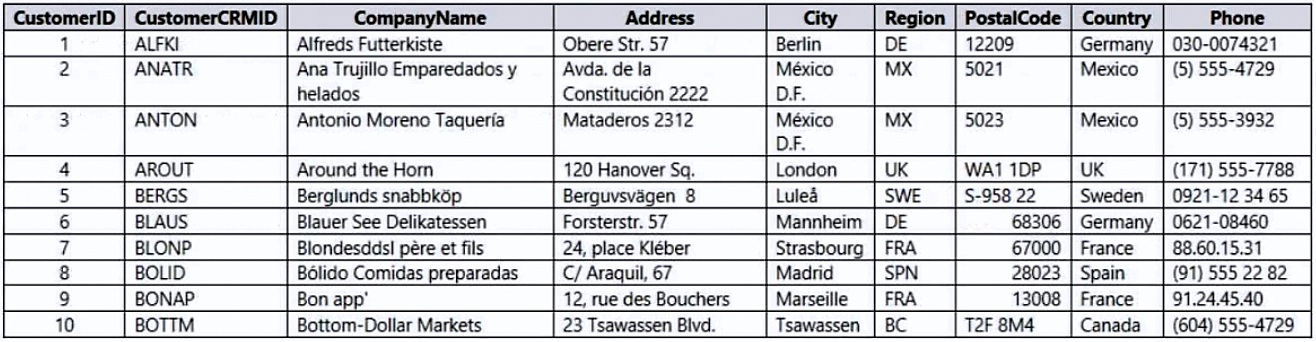 CustomerID CustomerCRMID CompanyName Address City Region PostalCode Country Phone
1 ALFKI Alfreds Futterkiste Obere Str. 57 Berlin DE 12209 Germany 030-0074321
2 ANATR Ana Trujillo Emparedados y Avda. de la México MX 5021 Mexico (5) 555-4729
helados Constitución 2222 D.F.
3 ANTON Antonio Moreno Taquería Mataderos 2312 México MX 5023 Mexico (5) 555-3932
D.F.
4 AROUT Around the Horn 120 Hanover Sq. London UK WA1 1DP UK (171) 555-7788
5 BERGS Berglunds snabbköp Berguvsvägen 8 Luleå SWE S-958 22 Sweden 0921-12 34 65
6 BLAUS Blauer See Delikatessen Forsterstr. 57 Mannheim DE 68306 Germany 0621-08460
7 BLONP Blondesddsl père et fils 24, place Kléber Strasbourg FRA 67000 France 88.60.15.31
8 BOLID Bólido Comidas preparadas C/ Araquil, 67 Madrid SPN 28023 Spain (91) 555 22 82
9 BONAP Bon app' 12, rue des Bouchers Marseille FRA 13008 France 91.24.45.40
10 BOTTM Bottom-Dollar Markets 23 Tsawassen Blvd. Tsawassen BC T2F 8M4 Canada (604) 555-4729